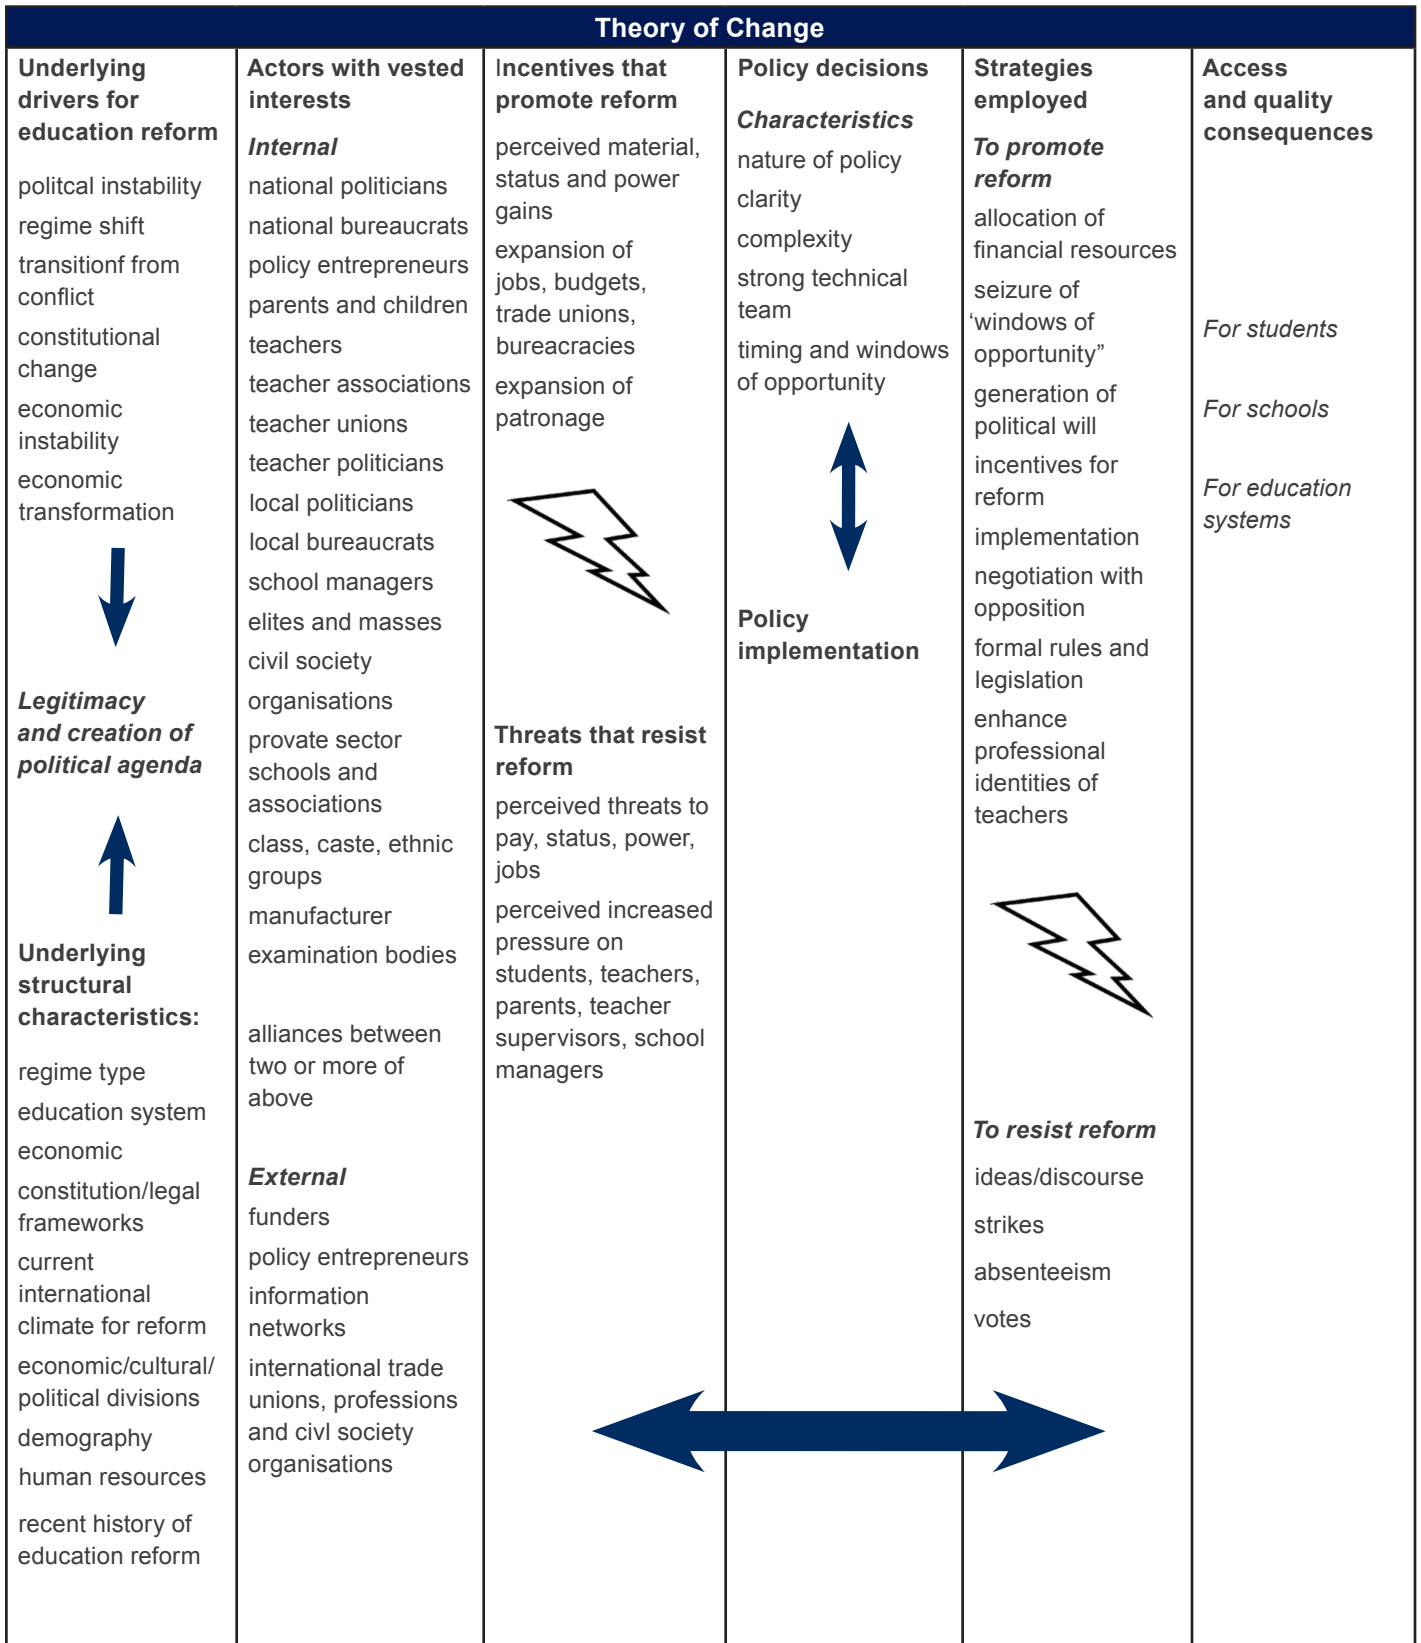 Theory of Change
Underlying
drivers for
education reform
politcal instability
regime shift
transitionf from
conflict
constitutional
change
economic
instability
economic
transformation
Legitimacy
and creation of
political agenda
Underlying
structural
characteristics:
regime type
education system
economic
constitution/legal
frameworks
current
international
climate for reform
economic/cultural/
political divisions
demography
human resources
recent history of
education reform
Actors with vested
interests
Internal
national politicians
national bureaucrats
policy entrepreneurs
parents and children
teachers
teacher associations
teacher unions
teacher politicians
local politicians
local bureaucrats
school managers
elites and masses
civil society
organisations
provate sector
schools and
associations
class, caste, ethnic
groups
manufacturer
examination bodies
alliances between
two or more of
above
External
funders
policy entrepreneurs
information
networks
international trade
unions, professions
and civl society
organisations
Incentives that
promote reform
perceived material,
status and power
gains
expansion of
jobs, budgets,
trade unions,
bureacracies
expansion of
patronage
Threats that resist
reform
perceived threats to
pay, status, power,
jobs
perceived increased
pressure on
students, teachers,
parents, teacher
supervisors, school
managers
Policy decisions
Characteristics
nature of policy
clarity
complexity
strong technical
team
timing and windows
of opportunity
Policy
implementation
Strategies
employed
To promote
reform
allocation of
financial resources
seizure of
‘windows of
opportunity”
generation of
political will
incentives for
reform
implementation
negotiation with
opposition
formal rules and
legislation
enhance
professional
identities of
teachers
To resist reform
ideas/discourse
strikes
absenteeism
votes
Access
and quality
consequences
For students
For schools
For education
systems